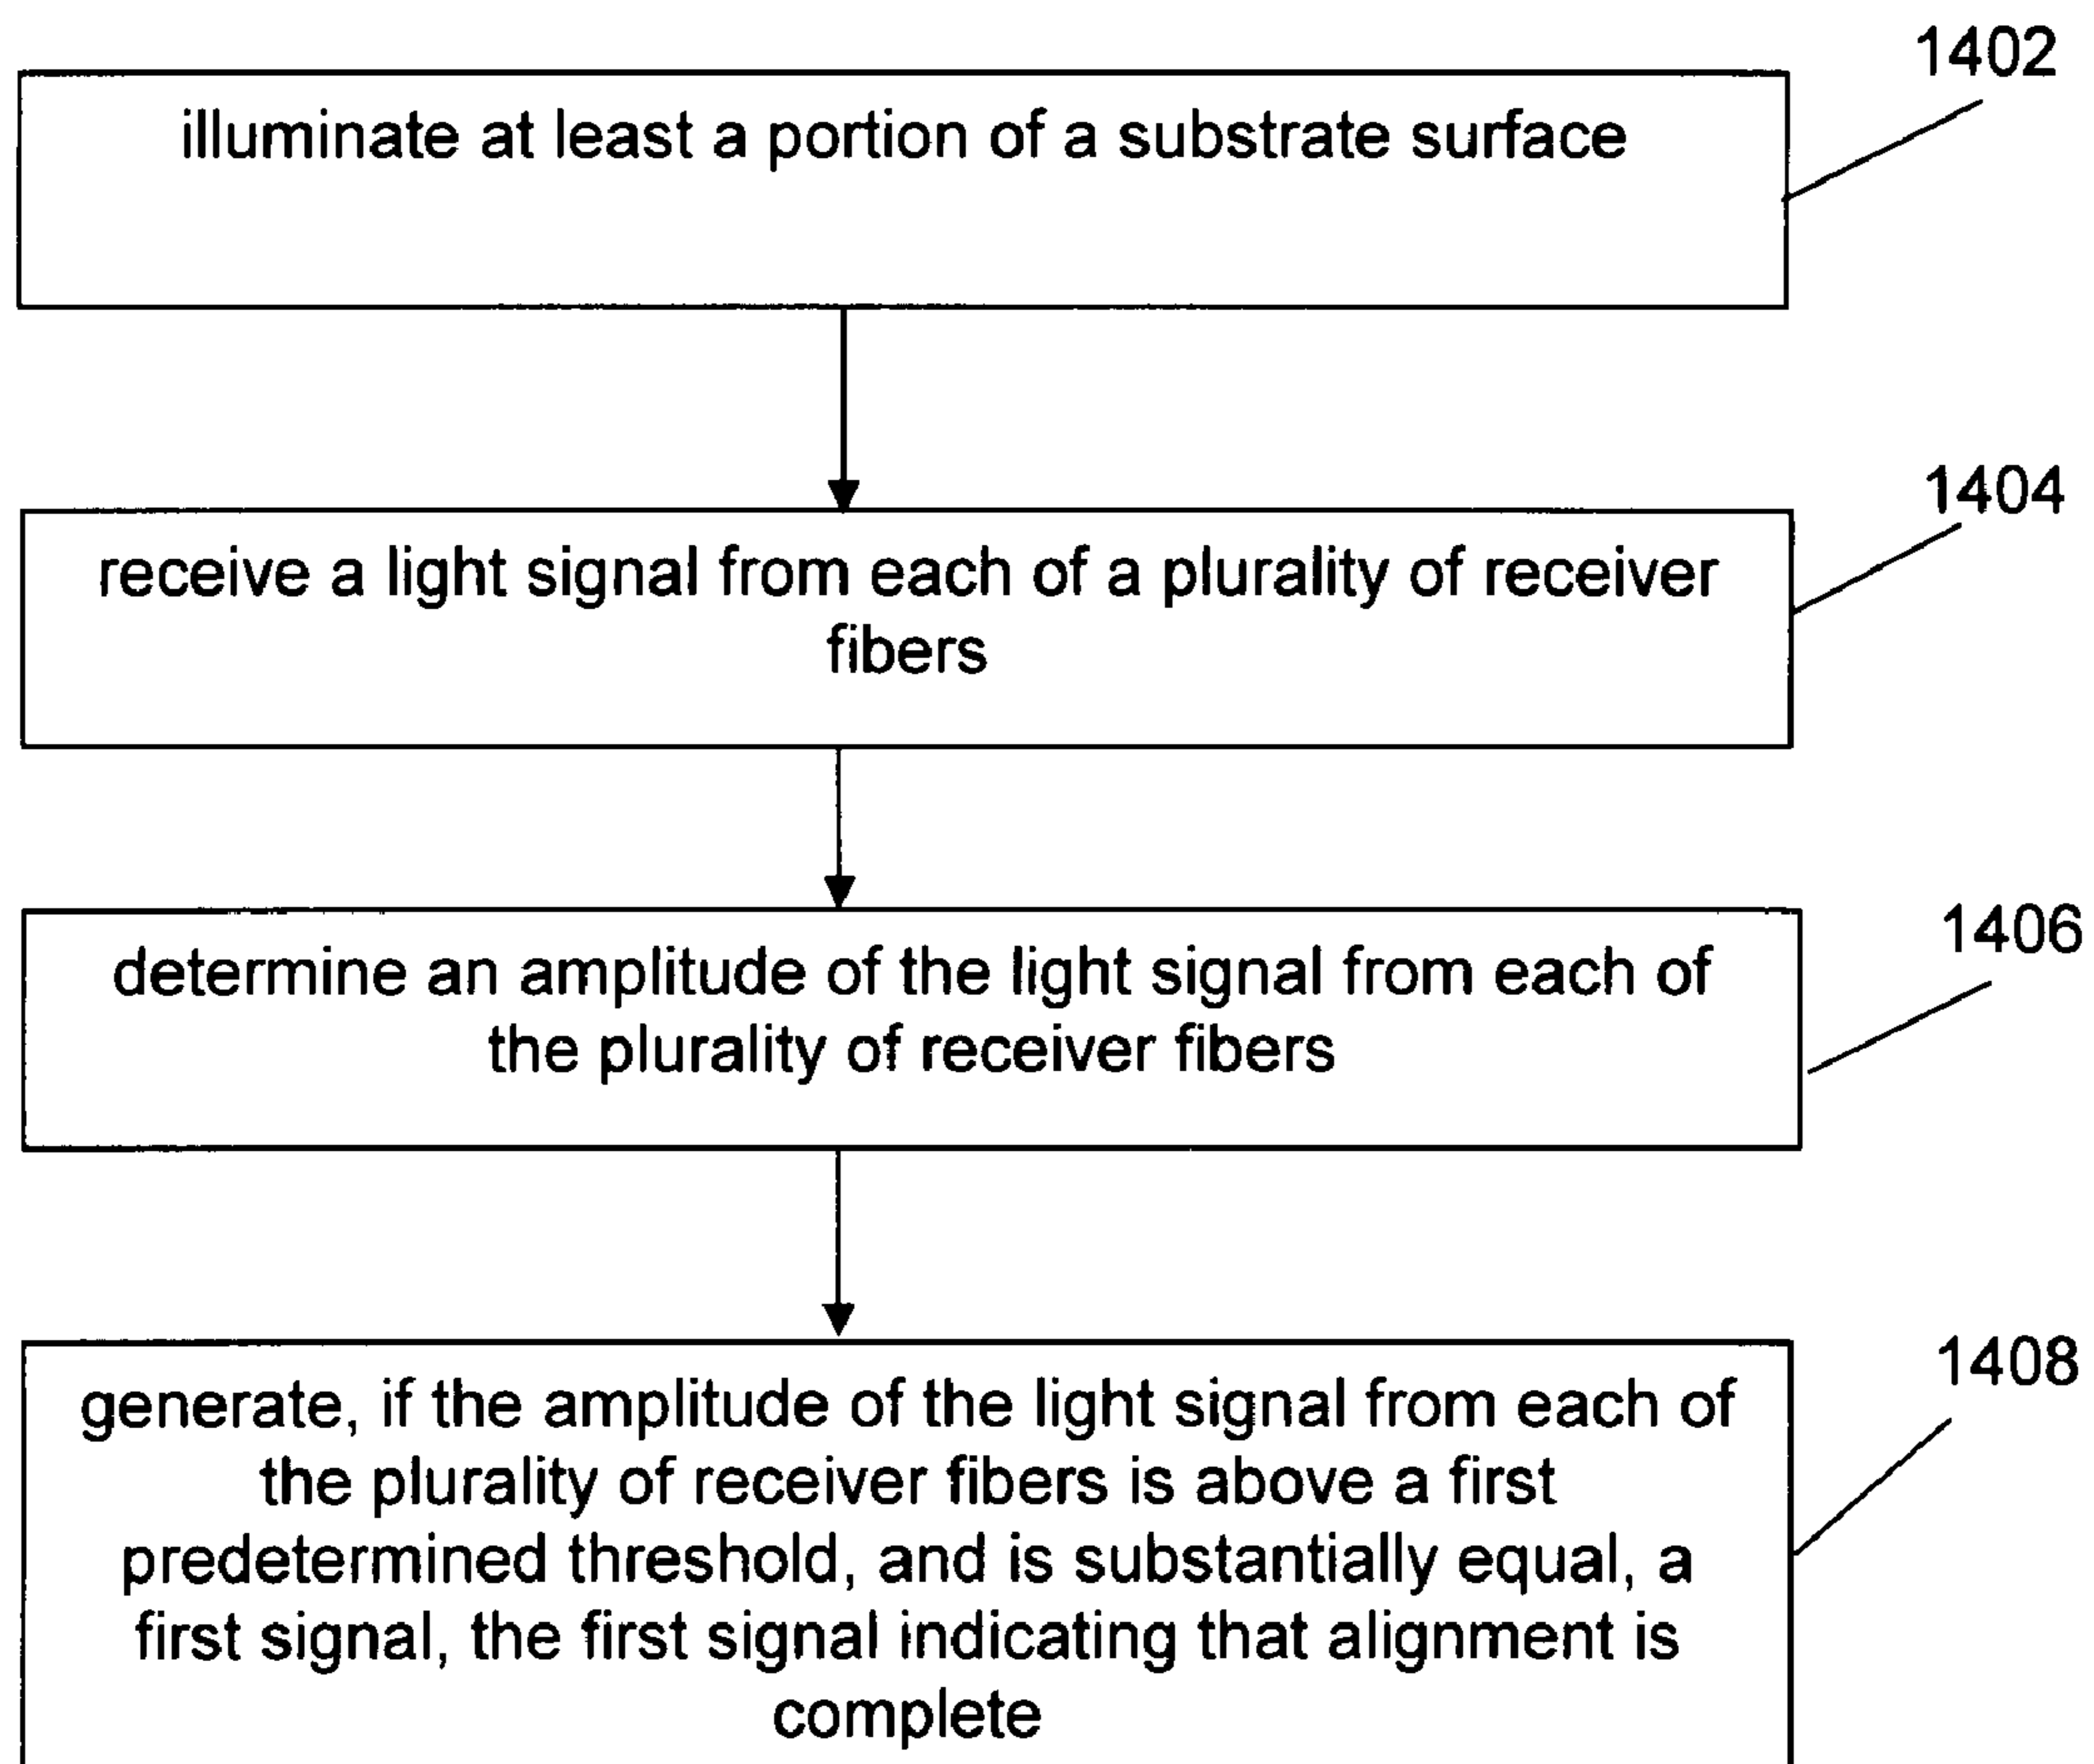 1402
illuminate at least a portion of a substrate surface
1404
receive a light signal from each of a plurality of receiver
fibers
1406
determine an amplitude of the light signal from each of
the plurality of receiver fibers
1408
generate, if the amplitude of the light signal from each of
the plurality of receiver fibers is above a first
predetermined threshold, and is substantially equal, a
first signal, the first signal indicating that alignment is
complete